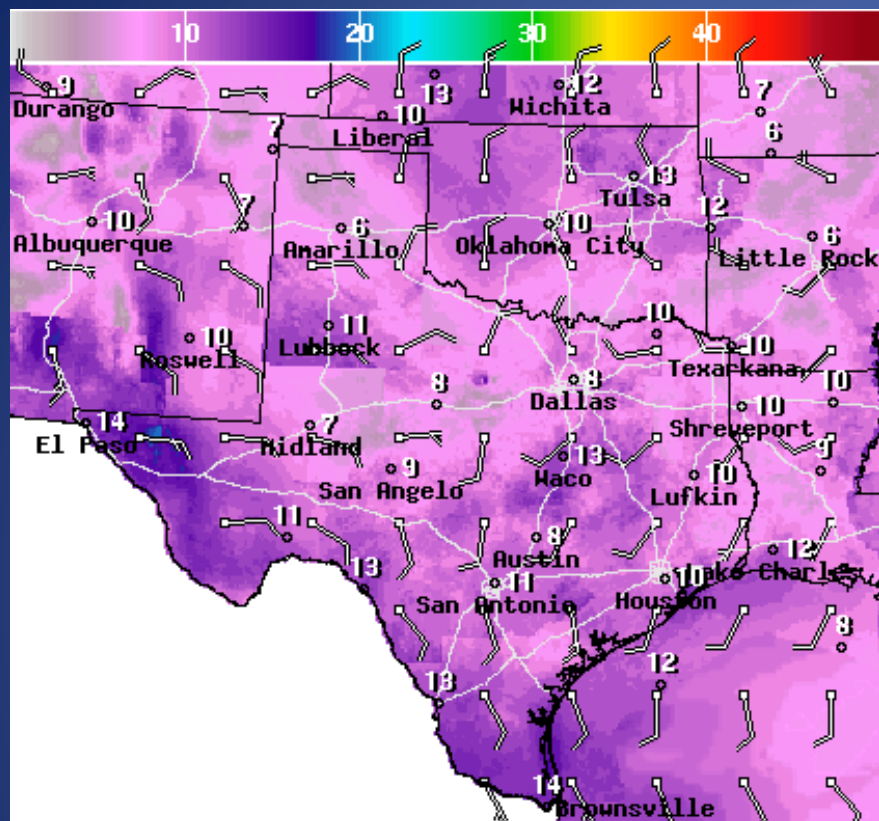 10 20 30 40
9 13 12 7
Durango Wichita
10
Liberal
7 6
13
Tulsa
10 7 6 10 12 6
Albuquerque Amarillo Oklahoma City Little Rock
10 11 10 10
Roswell Lubbock Texarkana
8 8 10 10
Dallas
14 7 Shreveport
El Paso Midland
9 13 10 9
San Angelo Waco Lufkin
11 8 12
Austin
13 11 10 Lake Charles
San Antonio Houston
8
12
13
14
Brownsville